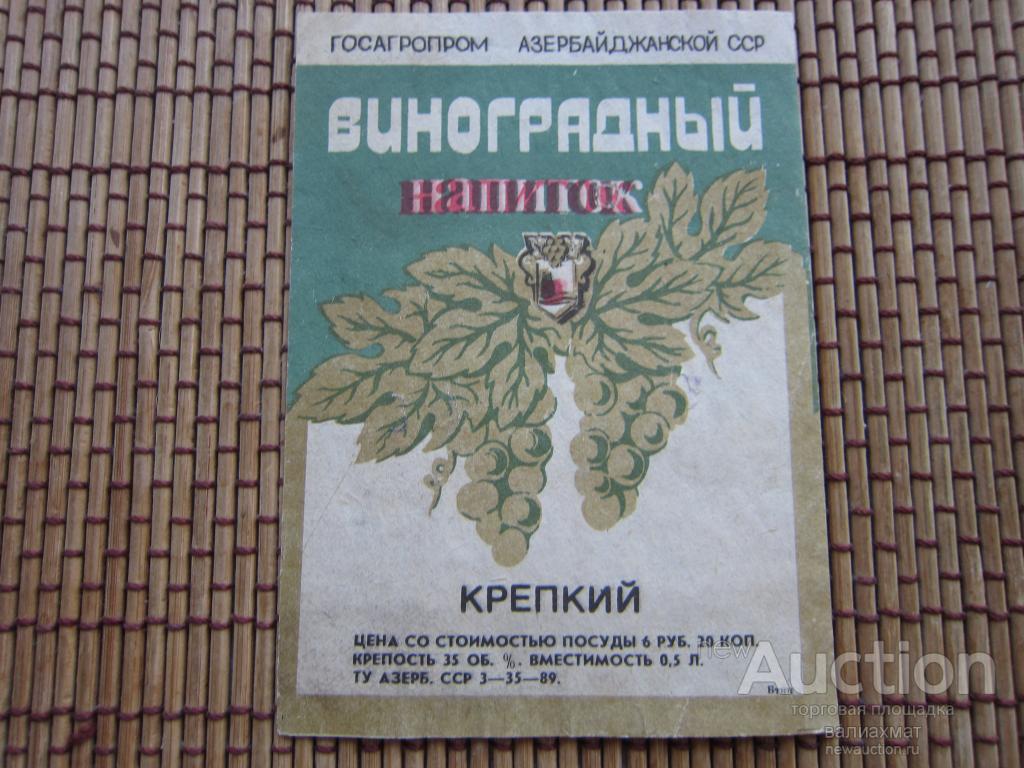 ГОСАГРОПРОМ АЗЕРБАЙДЖАНСКОЙ ССР
ВИНОГРАДНЫЙ
напиток
КРЕПКИЙ
ЦЕНА СО СТОИМОСТЬЮ ПОСУДЫ 6 РУБ. 20 КОП.
КРЕПОСТЬ 35 ОБ. %. ВМЕСТИМОСТЬ 0,5 Л.
ТУ АЗЕРБ. ССР 3—35—89.
new Auction
торговая площадка
валиахмат
newauction.ru